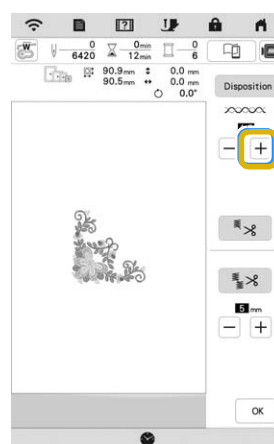 ?
W 0 6420 0min 12min 0 6
90.9mm 0.0 mm
90.5mm 0.0 mm
0.0°
Disposition
- +
5 mm
- +
OK